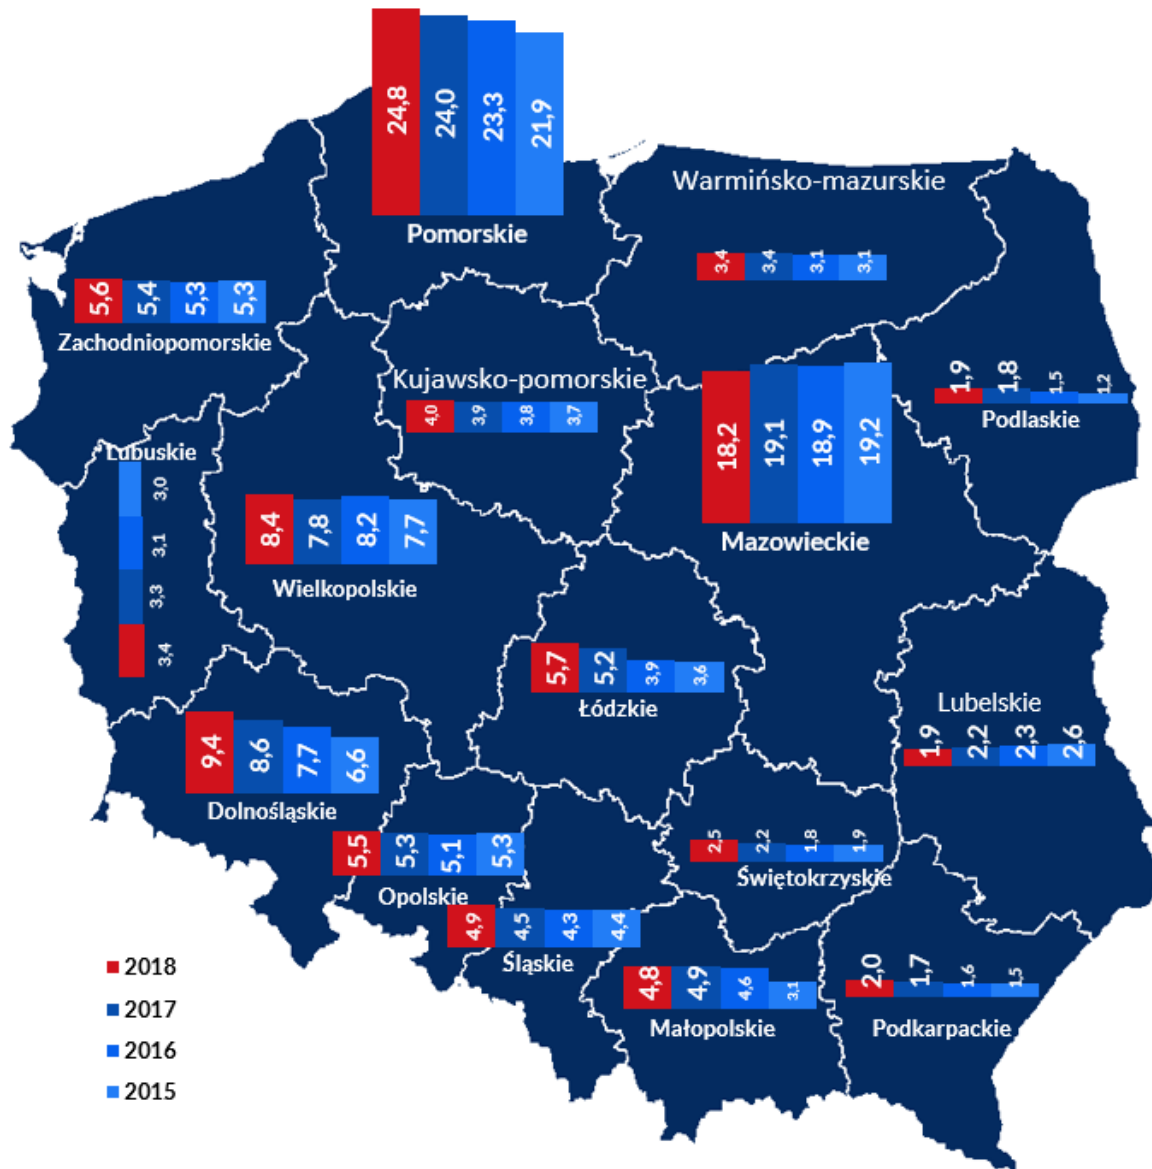 24,8 24,0 23,3 21,9
Pomorskie
Warmińsko-mazurskie
3,4 3,4 3,1 3,1
5,6 5,4 5,3 5,3
Zachodniopomorskie
Kujawsko-pomorskie
4,0 3,9 3,8 3,7
18,2 19,1 18,9 19,2
Mazowieckie
1,9 1,8 1,5 1,2
Podlaskie
Lubuskie
3,0
3,1
3,3
3,4
8,4 7,8 8,2 7,7
Wielkopolskie
5,7 5,2 3,9 3,6
Łódzkie
Lubelskie
1,9 2,2 2,3 2,6
9,4 8,6 7,7 6,6
Dolnośląskie
5,5 5,3 5,1 5,3
Opolskie
2,5 2,2 1,8 1,9
Świętokrzyskie
4,9 4,5 4,3 4,4
Śląskie
4,8 4,9 4,6 3,1
Małopolskie
2,0 1,7 1,6 1,5
Podkarpackie
2018
2017
2016
2015